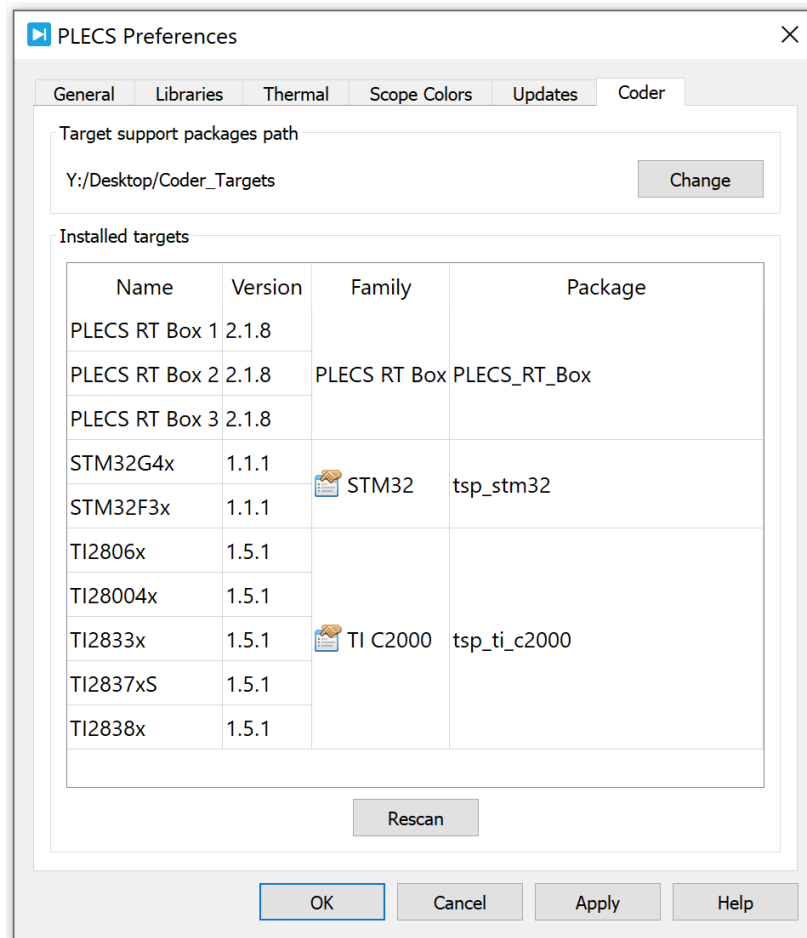 PLECS Preferences
General Libraries Thermal Scope Colors Updates Coder
Target support packages path
Y:/Desktop/Coder_Targets Change
Installed targets
Name Version Family Package
PLECS RT Box 1 2.1.8
PLECS RT Box 2 2.1.8 PLECS RT Box PLECS_RT_Box
PLECS RT Box 3 2.1.8
STM32G4x 1.1.1
STM32 tsp_stm32
STM32F3x 1.1.1
TI2806x 1.5.1
TI28004x 1.5.1
TI2833x 1.5.1 TI C2000 tsp_ti_c2000
TI2837xS 1.5.1
TI2838x 1.5.1
Rescan
OK Cancel Apply Help